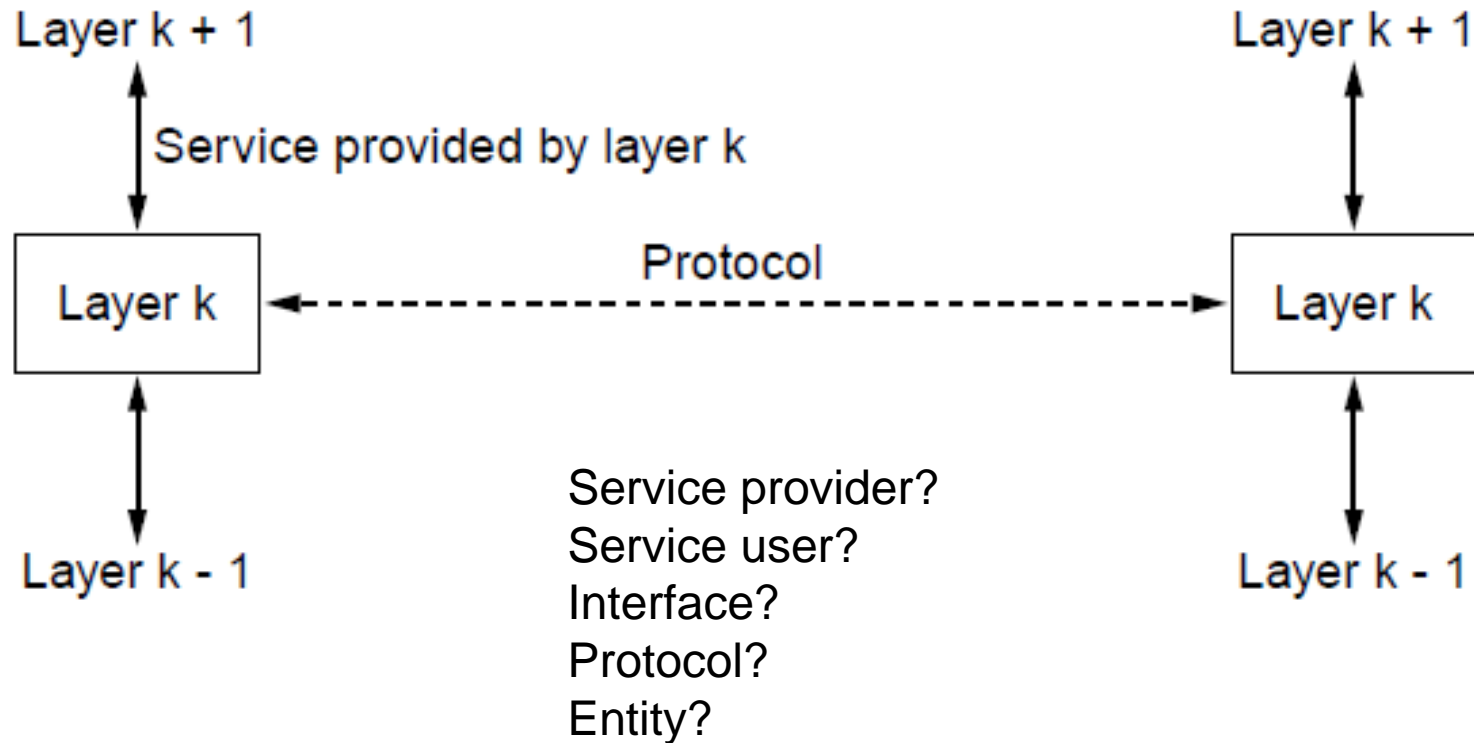 Layer k + 1
Layer k + 1
Service provided by layer k
Protocol
Layer k
Layer k
Service provider?
Service user?
Interface?
Protocol?
Entity?
Layer k - 1
Layer k - 1